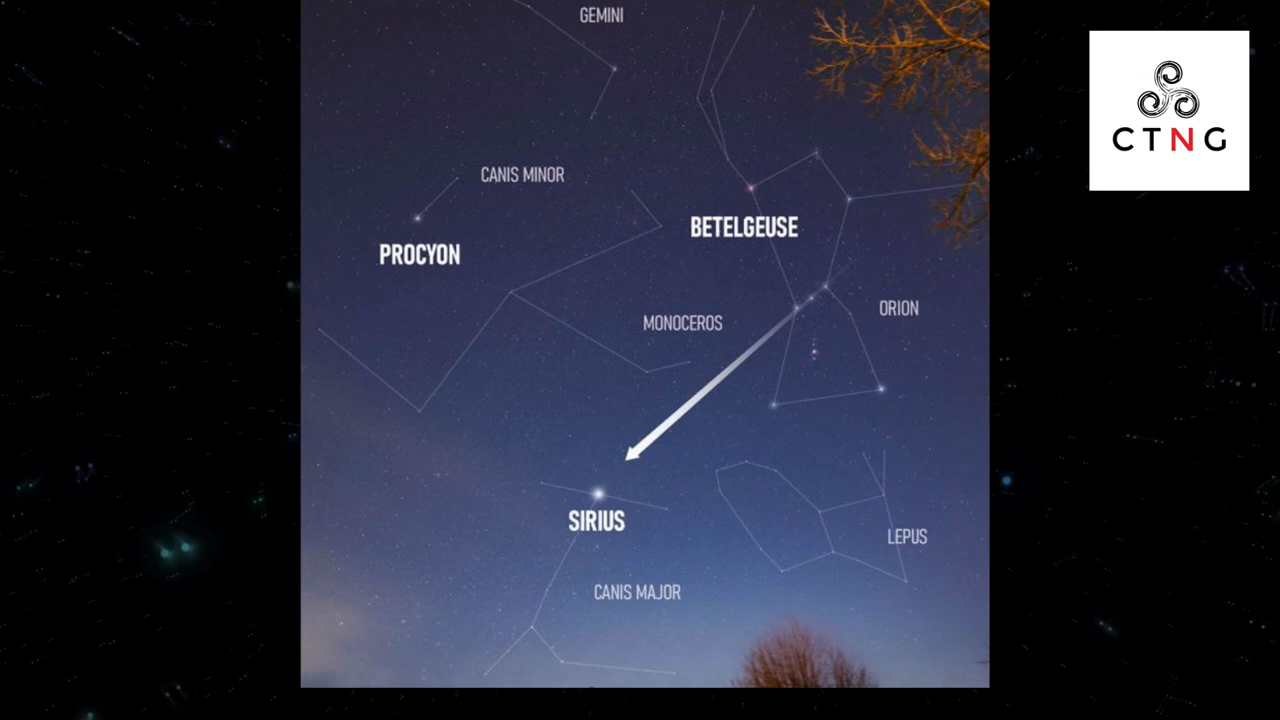 GEMINI
CTNG
CANIS MINOR
BETELGEUSE
PROCYON
ORION
MONOCEROS
SIRIUS
LEPUS
CANIS MAJOR